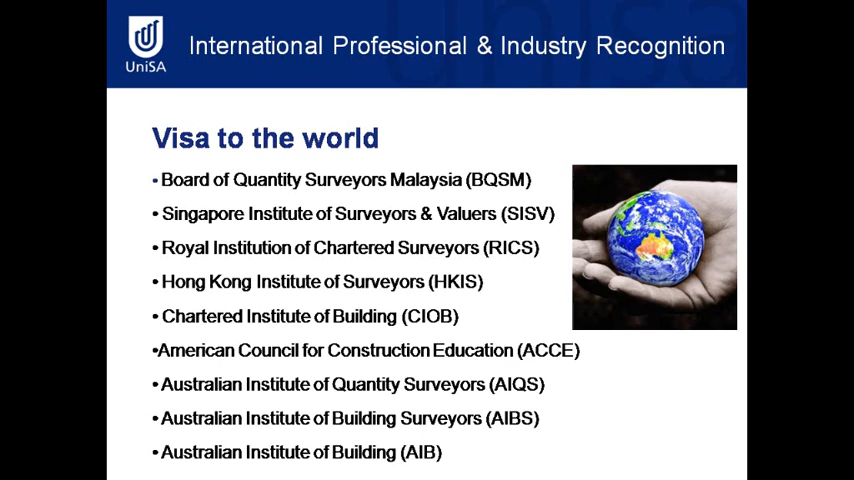 UniSA
International Professional & Industry Recognition
Visa to the world
• Board of Quantity Surveyors Malaysia (BQSM)
• Singapore Institute of Surveyors & Valuers (SISV)
• Royal Institution of Chartered Surveyors (RICS)
• Hong Kong Institute of Surveyors (HKIS)
• Chartered Institute of Building (CIOB)
•American Council for Construction Education (ACCE)
• Australian Institute of Quantity Surveyors (AIQS)
• Australian Institute of Building Surveyors (AIBS)
• Australian Institute of Building (AIB)